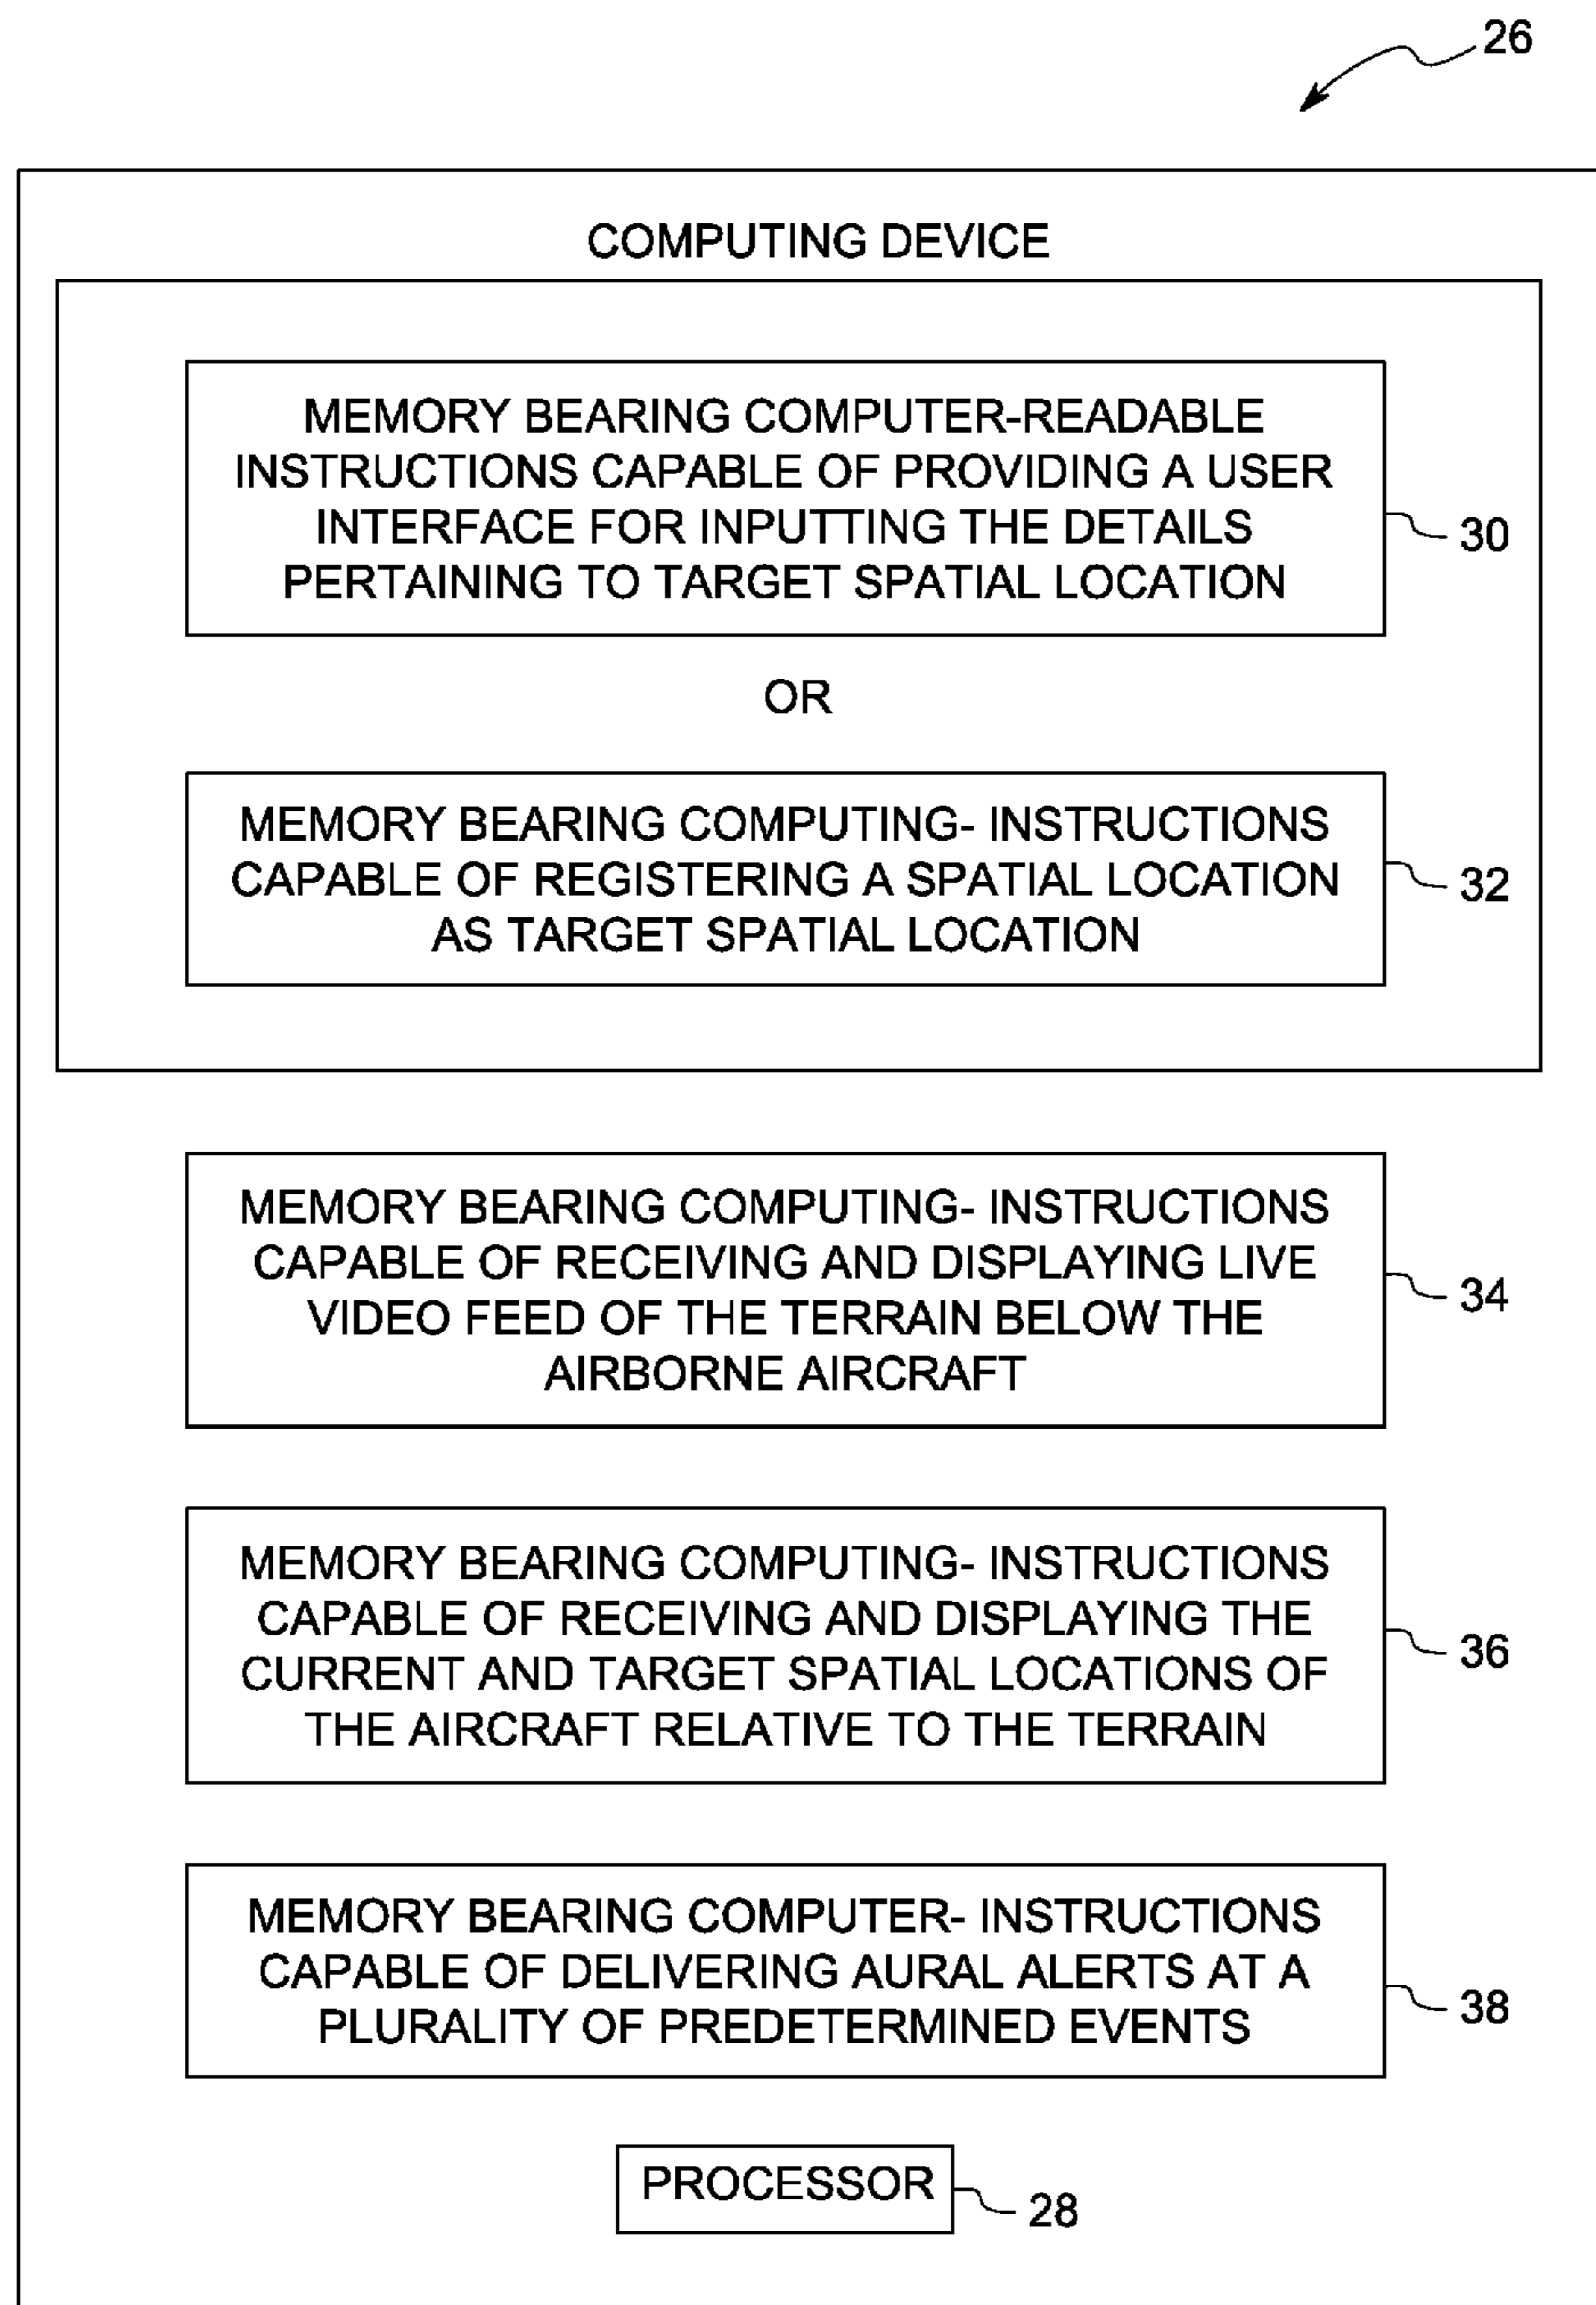 26
COMPUTING DEVICE
MEMORY BEARING COMPUTER-READABLE
INSTRUCTIONS CAPABLE OF PROVIDING A USER
INTERFACE FOR INPUTTING THE DETAILS
PERTAINING TO TARGET SPATIAL LOCATION
30
OR
MEMORY BEARING COMPUTING- INSTRUCTIONS
CAPABLE OF REGISTERING A SPATIAL LOCATION
AS TARGET SPATIAL LOCATION
32
MEMORY BEARING COMPUTING- INSTRUCTIONS
CAPABLE OF RECEIVING AND DISPLAYING LIVE
VIDEO FEED OF THE TERRAIN BELOW THE
AIRBORNE AIRCRAFT
34
MEMORY BEARING COMPUTING- INSTRUCTIONS
CAPABLE OF RECEIVING AND DISPLAYING THE
CURRENT AND TARGET SPATIAL LOCATIONS OF
THE AIRCRAFT RELATIVE TO THE TERRAIN
36
MEMORY BEARING COMPUTER- INSTRUCTIONS
CAPABLE OF DELIVERING AURAL ALERTS AT A
PLURALITY OF PREDETERMINED EVENTS
38
PROCESSOR
28